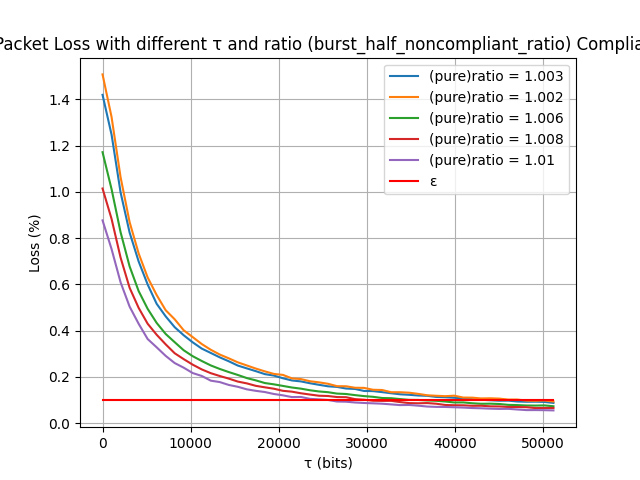 Packet Loss with different τ and ratio (burst_half_noncompliant_ratio)
(pure)ratio = 1.003
(pure)ratio = 1.002
(pure)ratio = 1.006
(pure)ratio = 1.008
(pure)ratio = 1.01
ε
Loss (%)
1.4
1.2
1.0
0.8
0.6
0.4
0.2
0.0
0
10000
20000
30000
40000
50000
τ (bits)